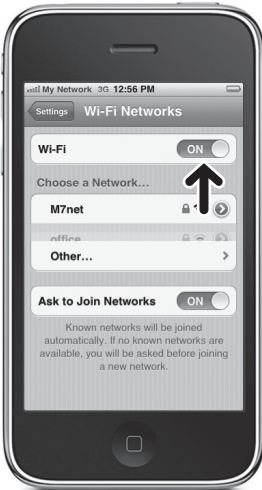 My Network 3G 12:56 PM
Settings Wi-Fi Networks
Wi-Fi ON
Choose a Network...
M7net
office
Other...
Ask to Join Networks ON
Known networks will be joined
automatically. If no known networks are
available, you will be asked before joining
a new network.